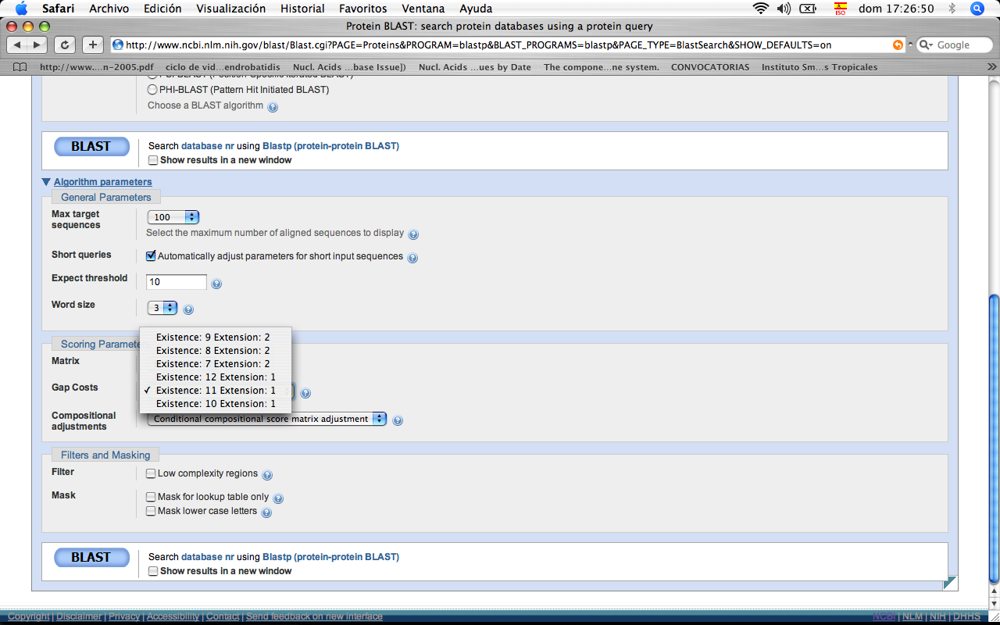 Safari Archivo Edición Visualización Historial Favoritos Ventana Ayuda ISO dom 17:26:50
Protein BLAST: search protein databases using a protein query
http://www.ncbi.nlm.nih.gov/blast/Blast.cgi?PAGE=Proteins&PROGRAM=blastp&BLAST_PROGRAMS=blastp&PAGE_TYPE=BlastSearch&SHOW_DEFAULTS=on Google
http://www....n-2005.pdf ciclo de vid...endrobatidis Nucl. Acids ...base Issue]) Nucl. Acids ...ues by Date The compone...ne system. CONVOCATORIAS Instituto Sm...s Tropicales
PHI-BLAST (Pattern Hit Initiated BLAST)
Choose a BLAST algorithm
BLAST Search database nr using Blastp (protein-protein BLAST)
Show results in a new window
Algorithm parameters
General Parameters
Max target sequences 100
Select the maximum number of aligned sequences to display
Short queries Automatically adjust parameters for short input sequences
Expect threshold 10
Word size 3
Scoring Paramete
Existence: 9 Extension: 2
Existence: 8 Extension: 2
Matrix Existence: 7 Extension: 2
Existence: 12 Extension: 1
Gap Costs ✓ Existence: 11 Extension: 1
Existence: 10 Extension: 1
Compositional adjustments Conditional compositional score matrix adjustment
Filters and Masking
Filter Low complexity regions
Mask Mask for lookup table only
Mask lower case letters
BLAST Search database nr using Blastp (protein-protein BLAST)
Show results in a new window
Copyright | Disclaimer | Privacy | Accessibility | Contact | Send feedback on new interface NCBI | NLM | NIH | DHHS